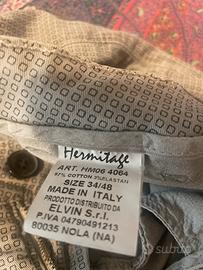 Hermitage
ART. HM06 4064
97% COTTON 3%ELASTAN
SIZE 34/48
MADE IN ITALY
PRODOTTO DISTRIBUITO DA
ELVIN S.r.l.
P.IVA 04790491213
80035 NOLA (NA)
subito